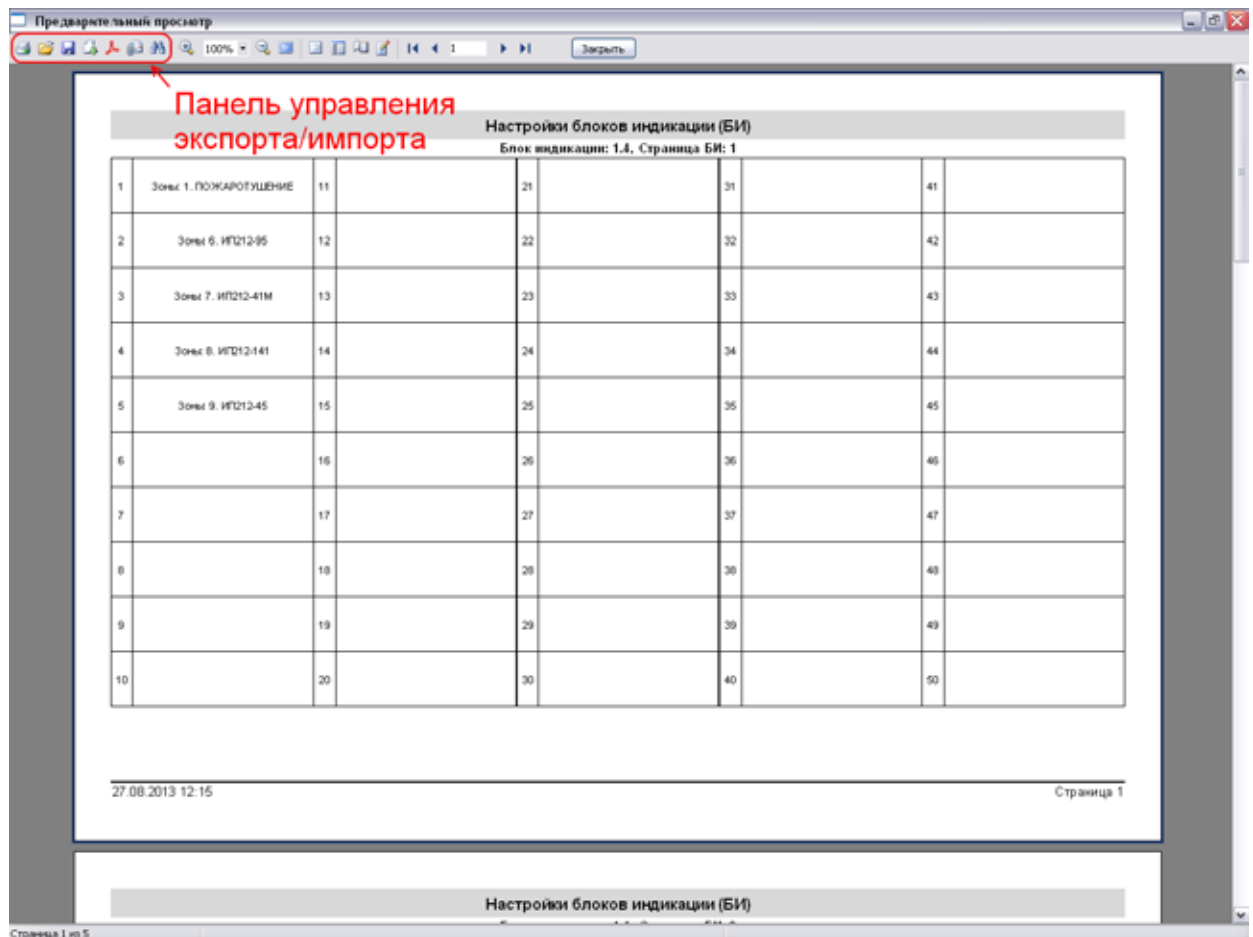 Предварительный просмотр
100% 1 Закрыть
Панель управления
экспорта/импорта
Настройки блоков индикации (БИ)
Блок индикации: 1.4, Страница БИ: 1
1 Зоны: 1. ПОЖАРОТУШЕНИЕ 11 21 31 41
2 Зоны: 6. ИП212-95 12 22 32 42
3 Зоны: 7. ИП212-41М 13 23 33 43
4 Зоны: 8. ИП212-141 14 24 34 44
5 Зоны: 9. ИП212-45 15 25 35 45
6 16 26 36 46
7 17 27 37 47
8 18 28 38 48
9 19 29 39 49
10 20 30 40 50
27.08.2013 12:15 Страница 1
Настройки блоков индикации (БИ)
Страница 1 из 5